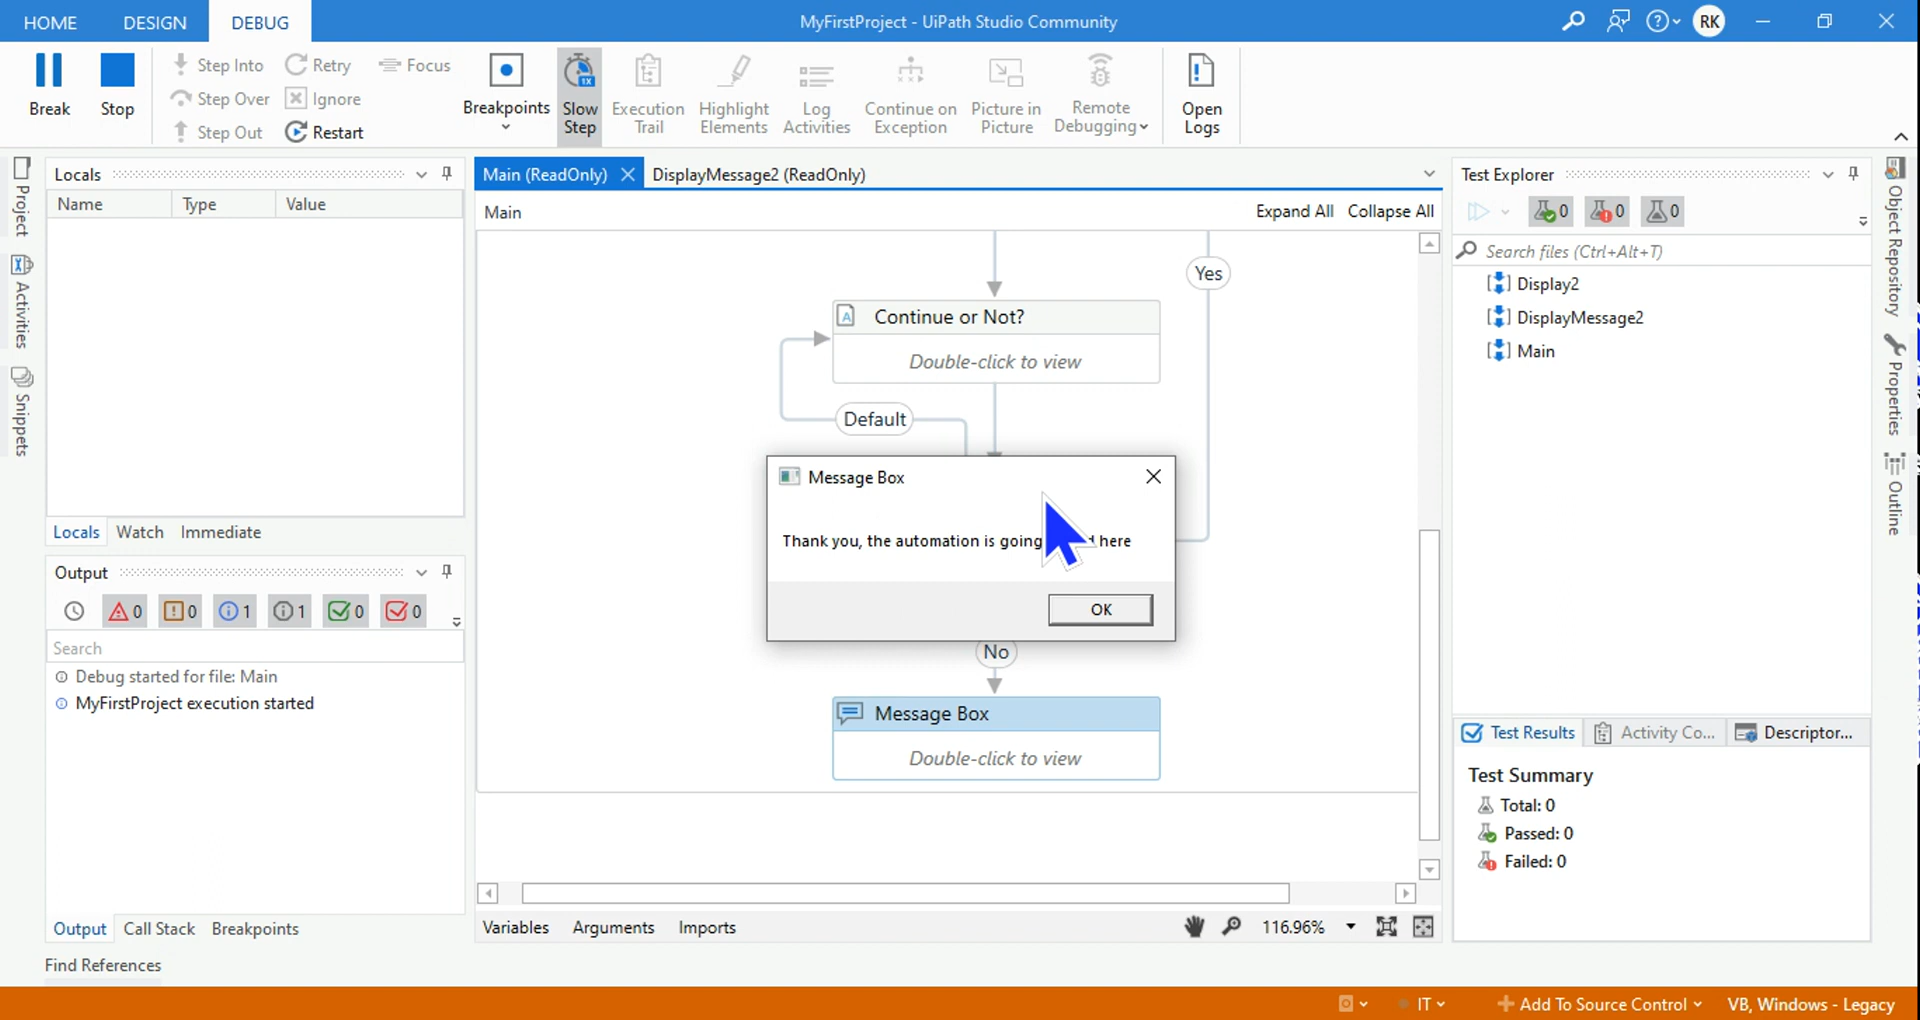 HOME DESIGN DEBUG MyFirstProject - UiPath Studio Community RK
Break Stop
Step Into Retry Focus
Step Over Ignore
Step Out Restart
Breakpoints
Slow Step 1X
Execution Trail
Highlight Elements
Log Activities
Continue on Exception
Picture in Picture
Remote Debugging
Open Logs
Project
Activities
Snippets
Locals
Name Type Value
Locals Watch Immediate
Output
0 0 1 1 0 0
Search
Debug started for file: Main
MyFirstProject execution started
Output Call Stack Breakpoints
Find References
Main (ReadOnly) DisplayMessage2 (ReadOnly)
Main Expand All Collapse All
Yes
Continue or Not?
Double-click to view
Default
Message Box
Thank you, the automation is going here
OK
No
Message Box
Double-click to view
Variables Arguments Imports 116.96%
Test Explorer
0 0 0
Search files (Ctrl+Alt+T)
Display2
DisplayMessage2
Main
Test Results Activity Co... Descriptor...
Test Summary
Total: 0
Passed: 0
Failed: 0
Object Repository
Properties
Outline
IT Add To Source Control VB, Windows - Legacy